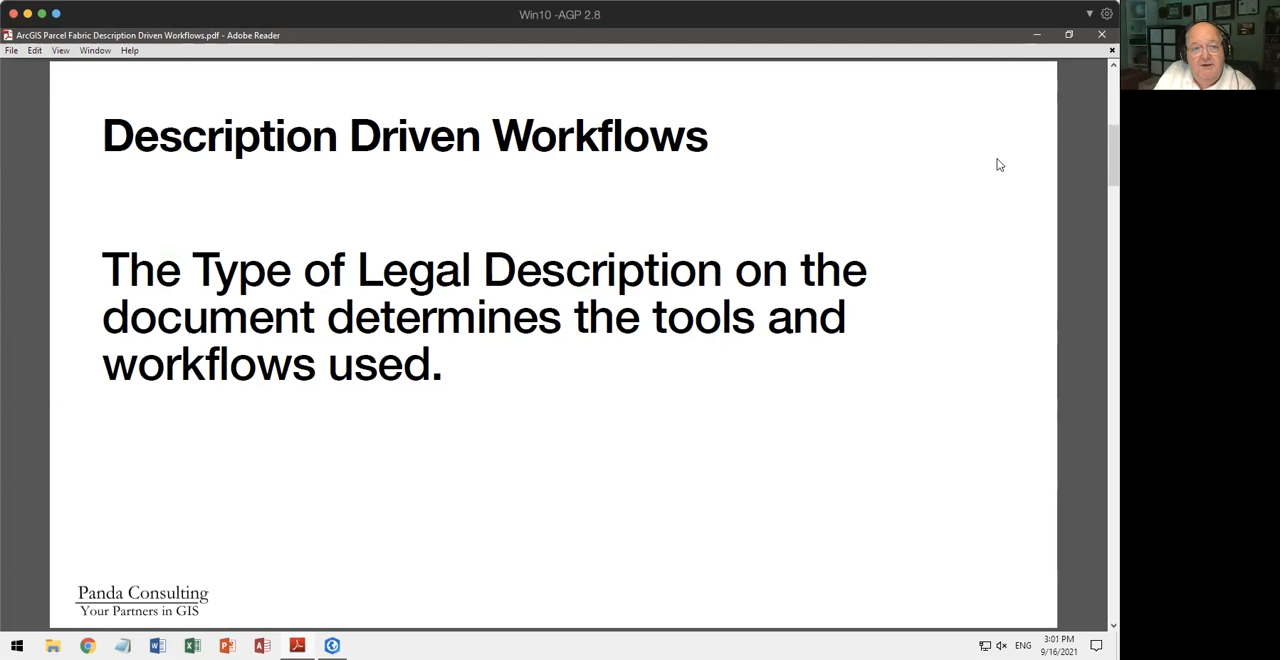 Win10 -AGP 2.8
ArcGIS Parcel Fabric Description Driven Workflows.pdf - Adobe Reader
File Edit View Window Help
Description Driven Workflows
The Type of Legal Description on the
document determines the tools and
workflows used.
Panda Consulting
Your Partners in GIS
ENG
3:01 PM
9/16/2021